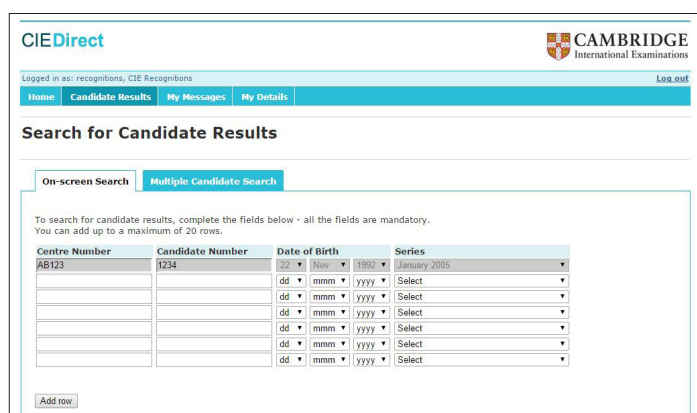 CIEDirect
CAMBRIDGE
International Examinations
Logged in as: recognitions, CIE Recognitions Log out
Home Candidate Results My Messages My Details
Search for Candidate Results
On-screen Search Multiple Candidate Search
To search for candidate results, complete the fields below - all the fields are mandatory.
You can add up to a maximum of 20 rows.
Centre Number Candidate Number Date of Birth Series
AB123 1234 22 Nov 1992 January 2005
dd mmm yyyy Select
dd mmm yyyy Select
dd mmm yyyy Select
dd mmm yyyy Select
dd mmm yyyy Select
dd mmm yyyy Select
Add row